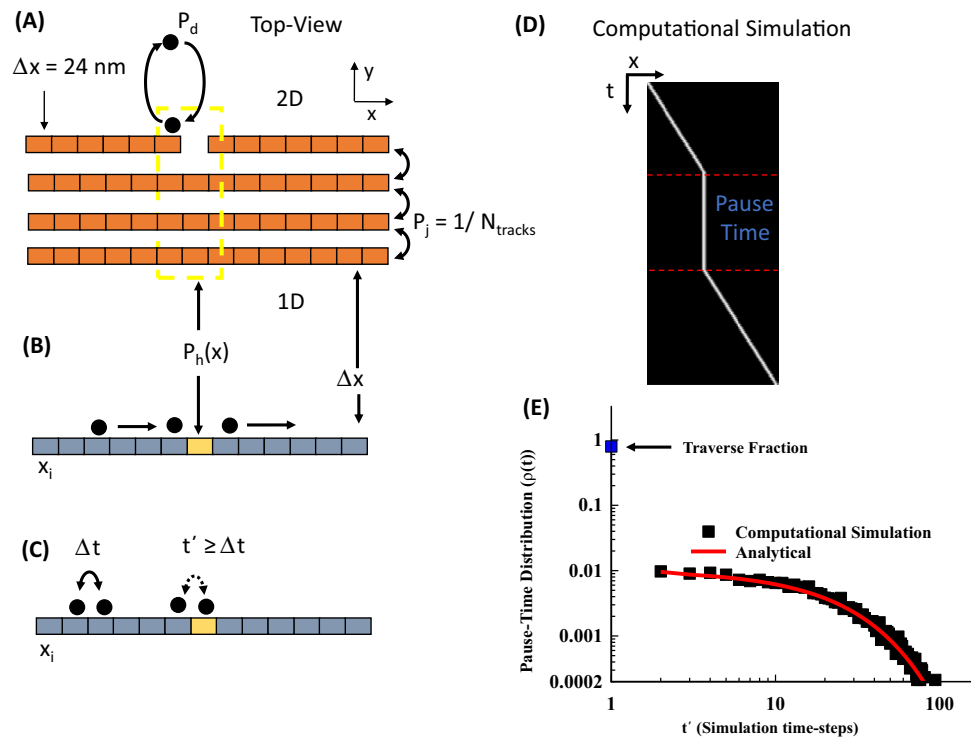 (A)
P_d
Top-View
Δx = 24 nm
2D
y
x
P_j = 1/ N_tracks
1D
(B)
P_h(x)
Δx
x_i
(C)
Δt
t′ ≥ Δt
x_i
(D)
Computational Simulation
x
t
Pause
Time
(E)
Pause-Time Distribution (ρ(t))
1
0.1
0.01
0.001
0.0002
Traverse Fraction
Computational Simulation
Analytical
1
10
100
t′ (Simulation time-steps)